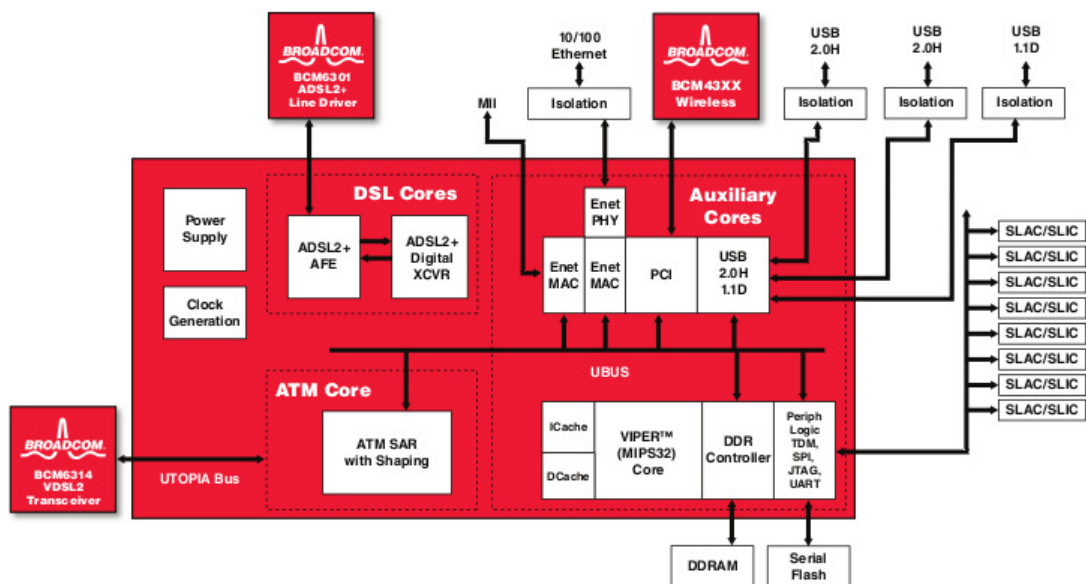 BROADCOM.
BCM6301
ADSL2+
Line Driver
10/100
Ethernet
Isolation
MII
BROADCOM.
BCM43XX
Wireless
USB
2.0H
Isolation
USB
2.0H
Isolation
USB
1.1D
Isolation
Power
Supply
Clock
Generation
DSL Cores
ADSL2+
AFE
ADSL2+
Digital
XCVR
Auxiliary
Cores
Enet
PHY
Enet
MAC
Enet
MAC
PCI
USB
2.0H
1.1D
SLAC/SLIC
SLAC/SLIC
SLAC/SLIC
SLAC/SLIC
SLAC/SLIC
SLAC/SLIC
SLAC/SLIC
SLAC/SLIC
UBUS
ATM Core
ATM SAR
with Shaping
BROADCOM.
BCM6314
VDSL2
Transceiver
UTOPIA Bus
ICache
DCache
VIPER™
(MIPS32)
Core
DDR
Controller
Periph
Logic
TDM,
SPI,
JTAG,
UART
DDRAM
Serial
Flash